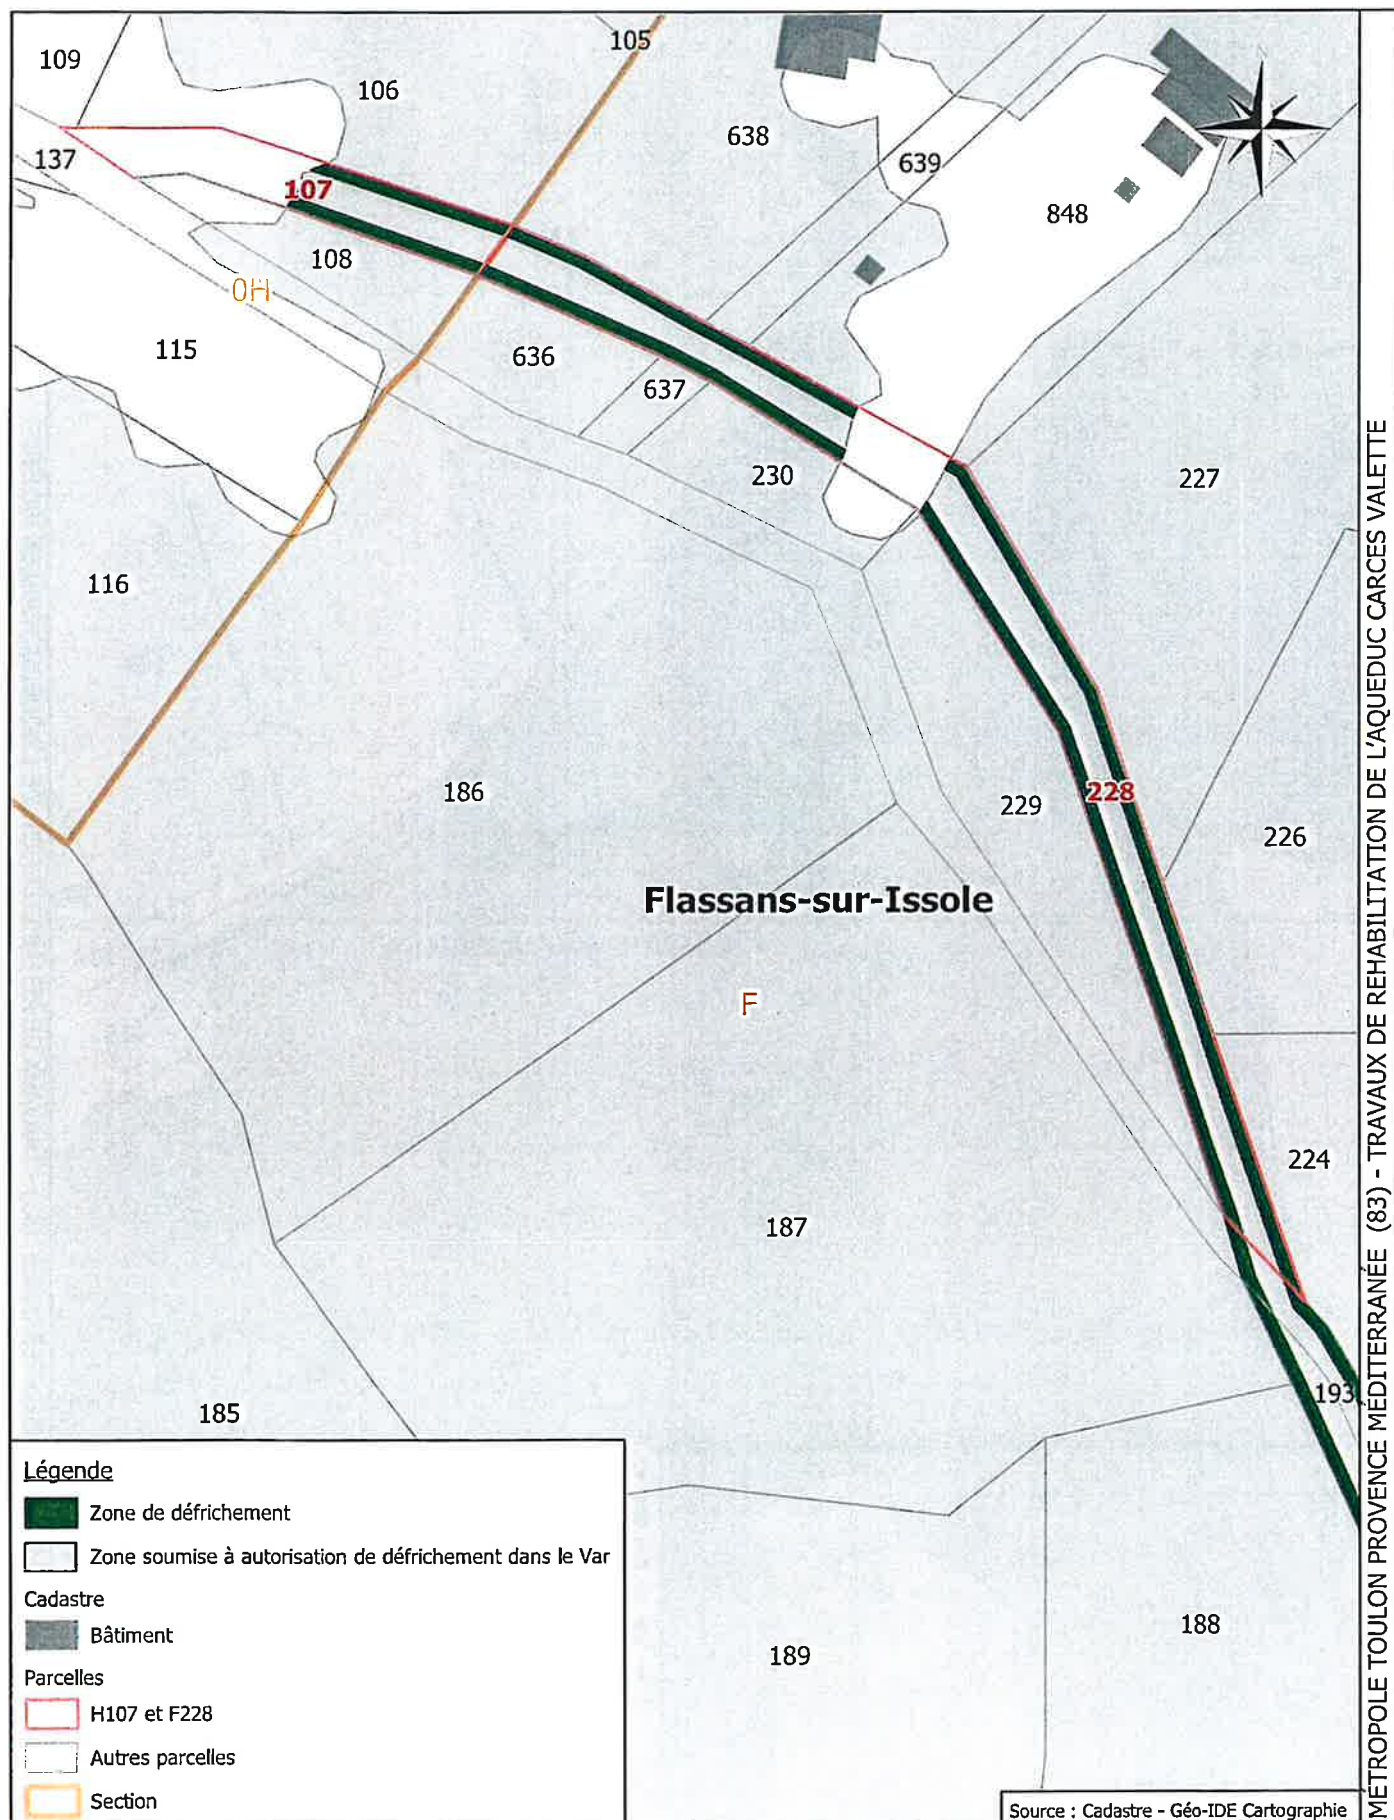 109
105
106
638
137
639
107
848
108
0H
115
636
637
230
227
116
186
229
228
226
Flassans-sur-Issole
F
224
187
193
185
189
188
Légende
Zone de défrichement
Zone soumise à autorisation de défrichement dans le Var
Cadastre
Bâtiment
Parcelles
H107 et F228
Autres parcelles
Section
Source : Cadastre - Géo-IDE Cartographie
METROPOLE TOULON PROVENCE MEDITERRANÉE (83) - TRAVAUX DE REHABILITATION DE L'AQUEDUC CARCES VALETTE